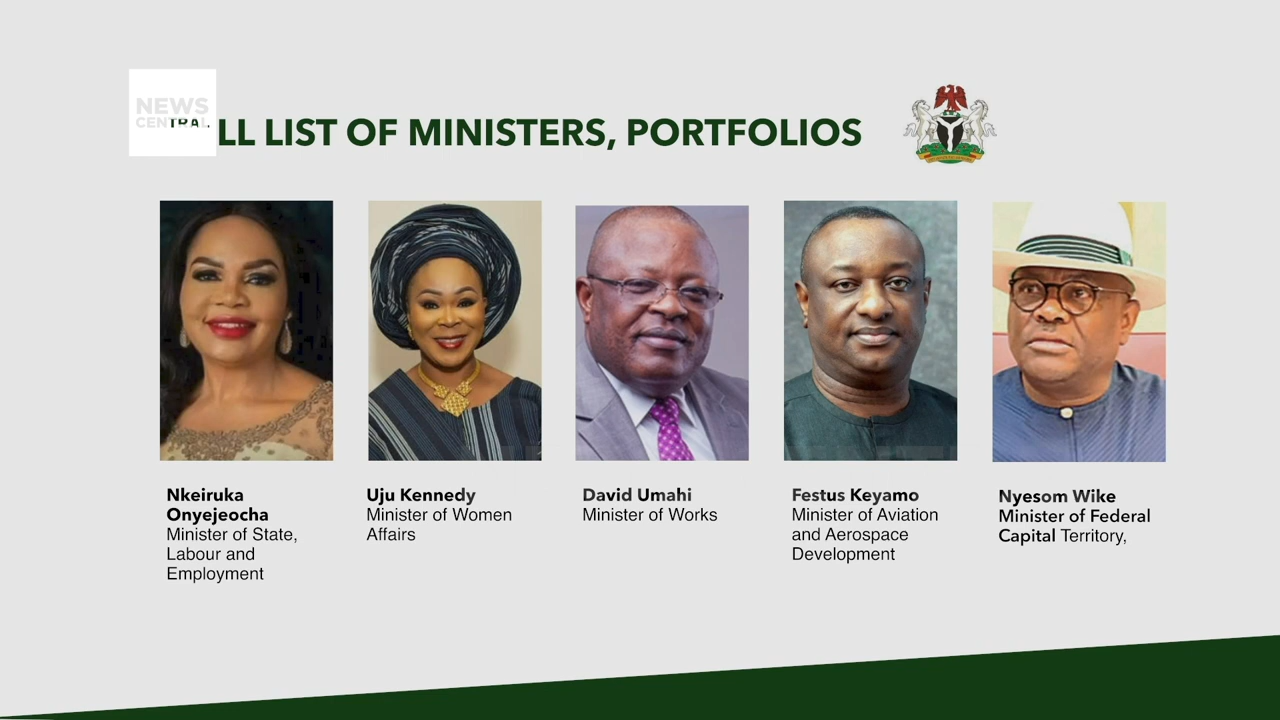 NEWS
CENTRAL
LL LIST OF MINISTERS, PORTFOLIOS
Nkeiruka
Onyejeocha
Minister of State,
Labour and
Employment
Uju Kennedy
Minister of Women
Affairs
David Umahi
Minister of Works
Festus Keyamo
Minister of Aviation
and Aerospace
Development
Nyesom Wike
Minister of Federal
Capital Territory,